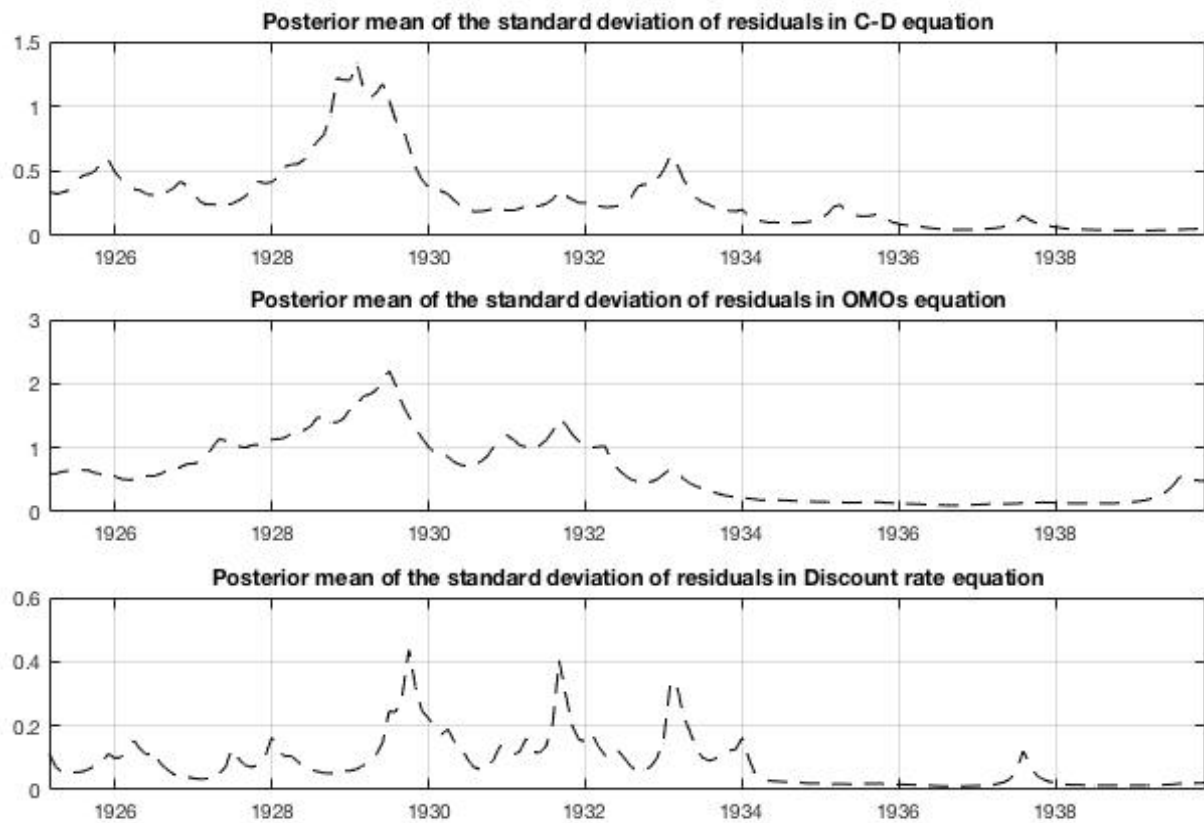 Posterior mean of the standard deviation of residuals in C-D equation
1.5
1
0.5
0
1926 1928 1930 1932 1934 1936 1938
Posterior mean of the standard deviation of residuals in OMOs equation
3
2
1
0
1926 1928 1930 1932 1934 1936 1938
Posterior mean of the standard deviation of residuals in Discount rate equation
0.6
0.4
0.2
0
1926 1928 1930 1932 1934 1936 1938